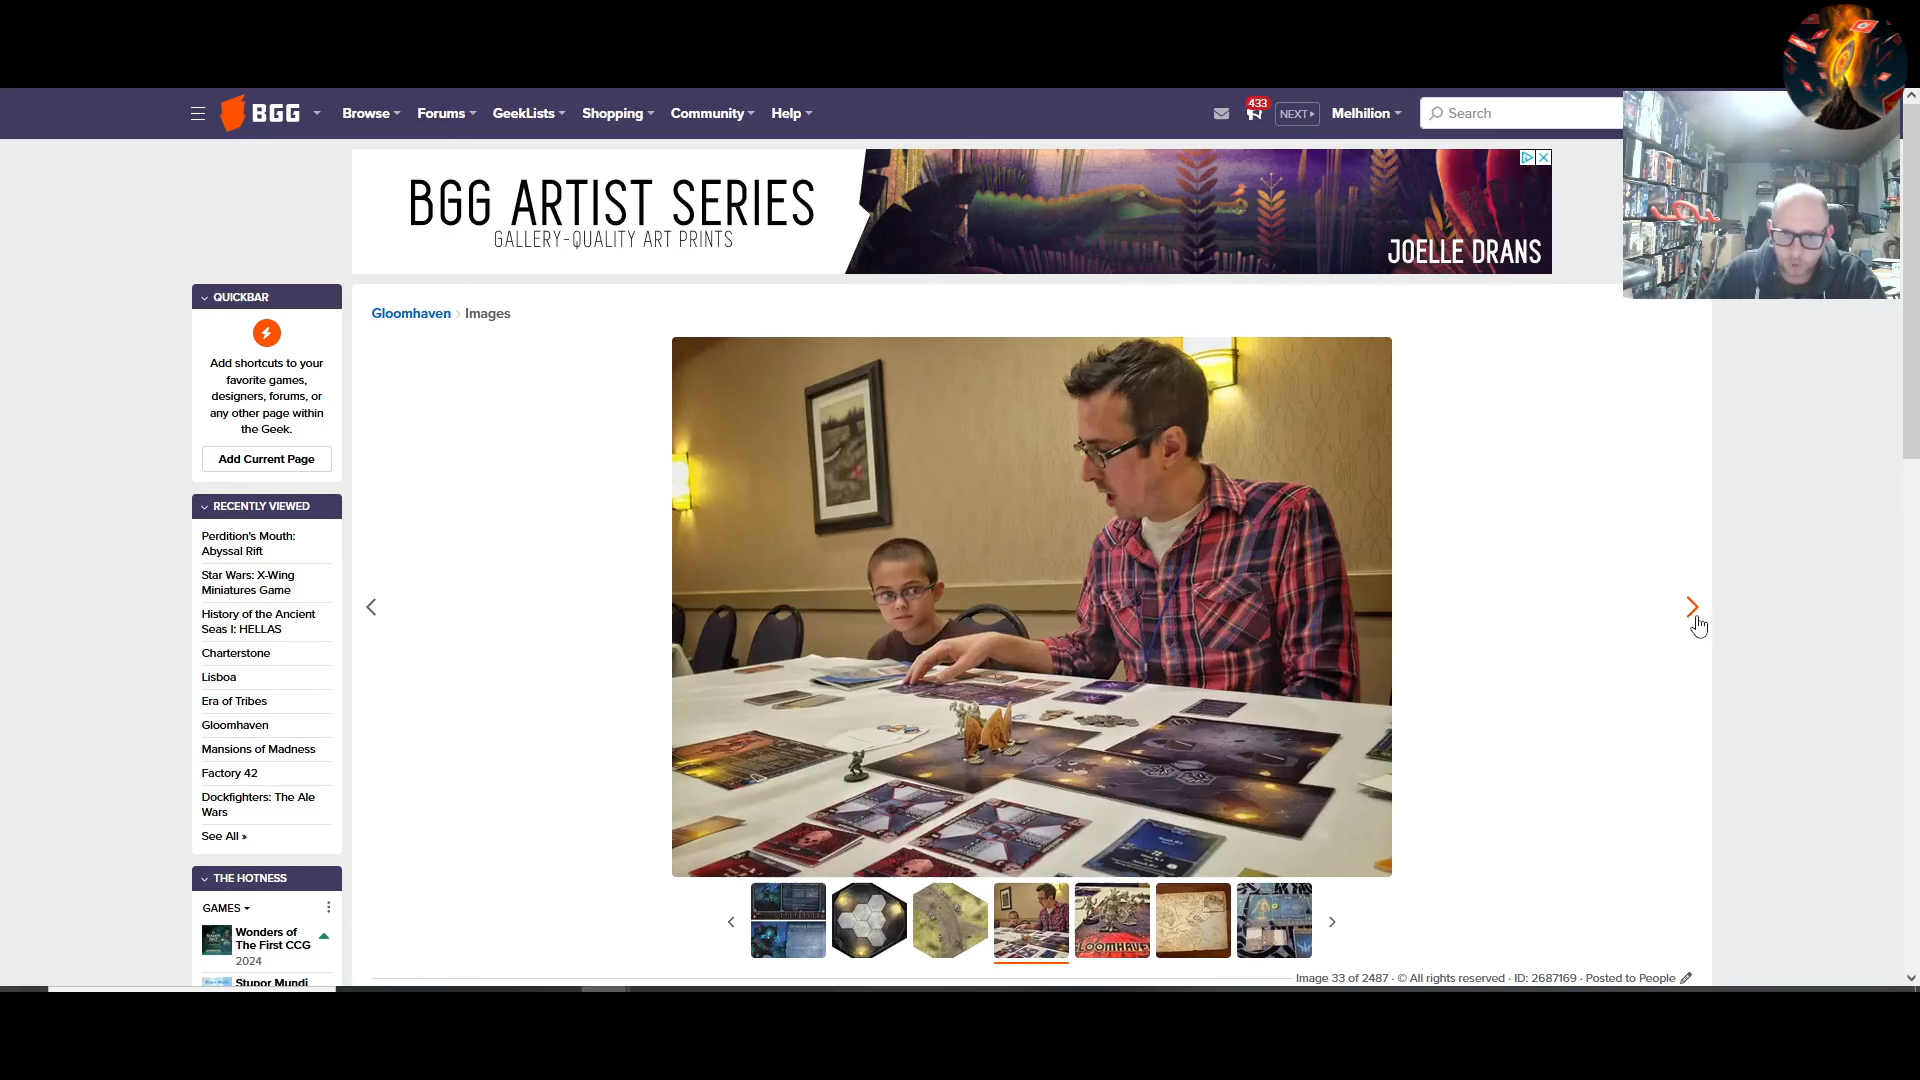 BGG
Browse
Forums
GeekLists
Shopping
Community
Help
433
NEXT
Melhilion
Search
BGG ARTIST SERIES
GALLERY-QUALITY ART PRINTS
JOELLE DRANS
QUICKBAR
Add shortcuts to your
favorite games,
designers, forums, or
any other page within
the Geek.
Add Current Page
RECENTLY VIEWED
Perdition's Mouth:
Abyssal Rift
Star Wars: X-Wing
Miniatures Game
History of the Ancient
Seas I: HELLAS
Charterstone
Lisboa
Era of Tribes
Gloomhaven
Mansions of Madness
Factory 42
Dockfighters: The Ale
Wars
See All »
THE HOTNESS
GAMES
Wonders of
The First CCG
2024
Stupor Mundi
Gloomhaven › Images
LOOMHAVE
Image 33 of 2487 · © All rights reserved · ID: 2687169 · Posted to People